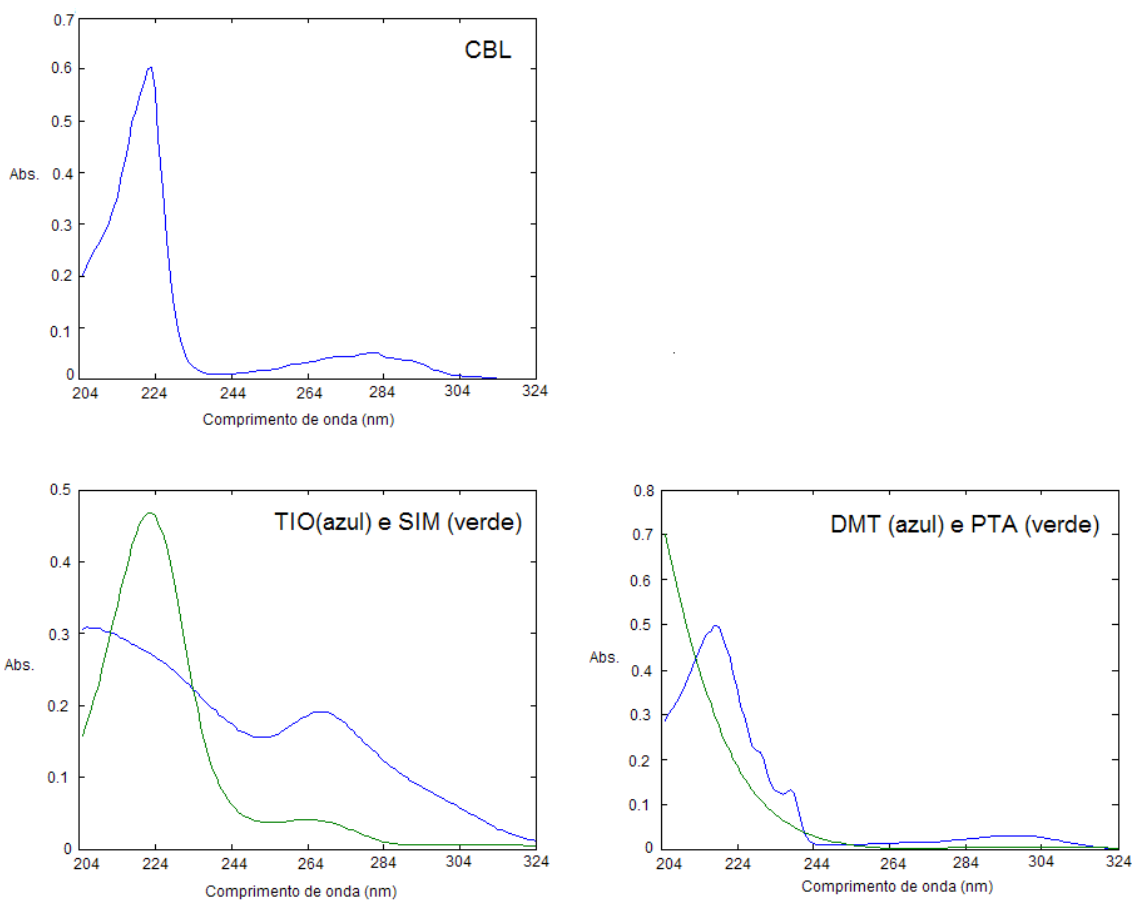 0.7
CBL
0.6
0.5
Abs.
0.4
0.3
0.2
0.1
0
204 224 244 264 284 304 324
Comprimento de onda (nm)
0.5
TIO(azul) e SIM (verde)
0.4
0.3
Abs.
0.2
0.1
0
204 224 244 264 284 304 324
Comprimento de onda (nm)
0.8
DMT (azul) e PTA (verde)
0.7
0.6
0.5
Abs.
0.4
0.3
0.2
0.1
0
204 224 244 264 284 304 324
Comprimento de onda (nm)